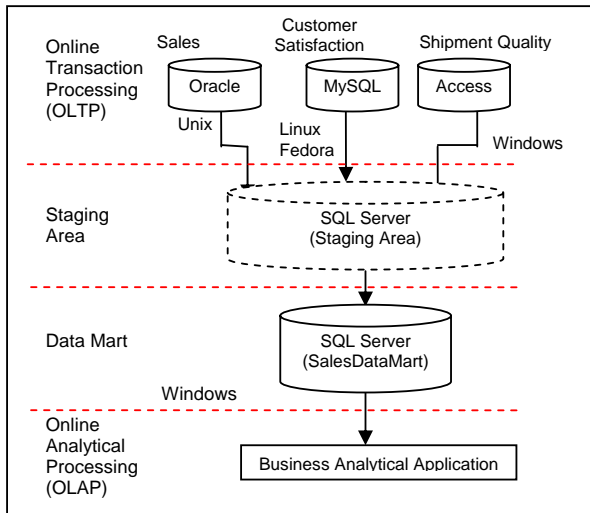 Online
Transaction
Processing
(OLTP)
Sales
Customer
Satisfaction
Shipment Quality
Oracle
MySQL
Access
Unix
Linux
Fedora
Windows
Staging
Area
SQL Server
(Staging Area)
Data Mart
SQL Server
(SalesDataMart)
Windows
Online
Analytical
Processing
(OLAP)
Business Analytical Application